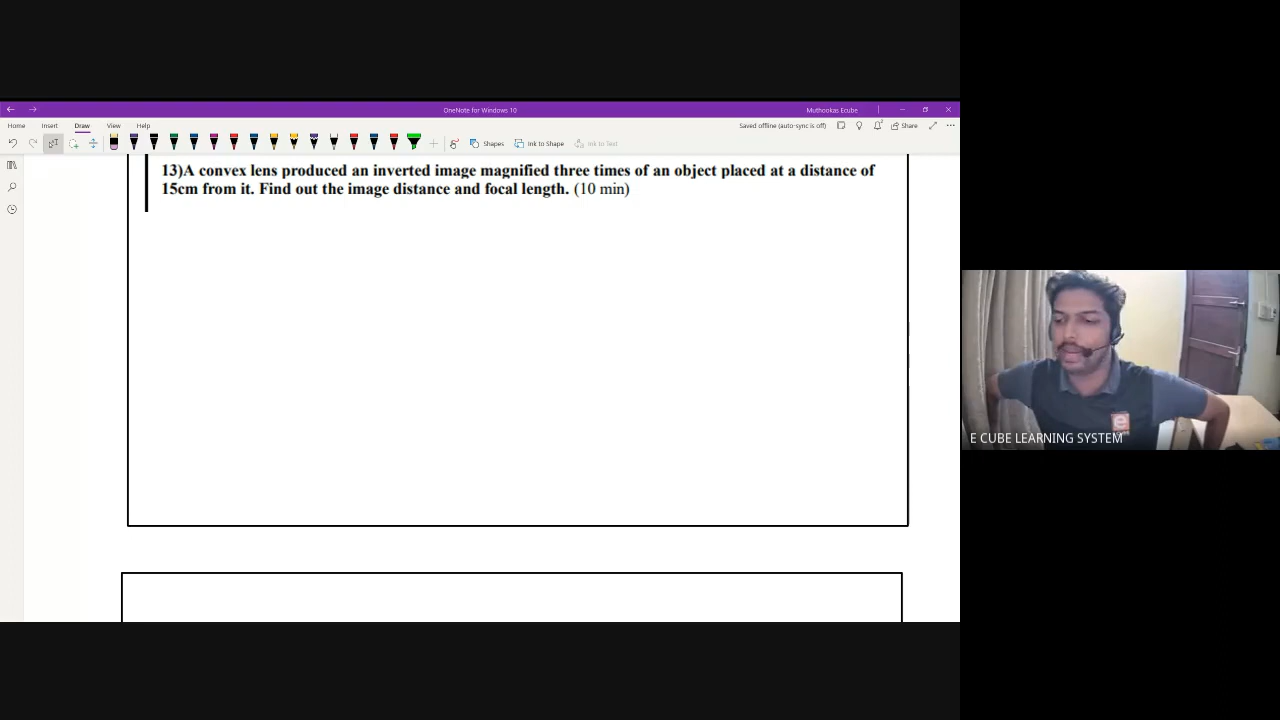 OneNote for Windows 10
Muthookas Ecube
Home Insert Draw View Help
Saved offline (auto-sync is off)
Share
Shapes
Ink to Shape
Ink to Text
13)A convex lens produced an inverted image magnified three times of an object placed at a distance of
15cm from it. Find out the image distance and focal length. (10 min)
e
E CUBE LEARNING SYSTEM